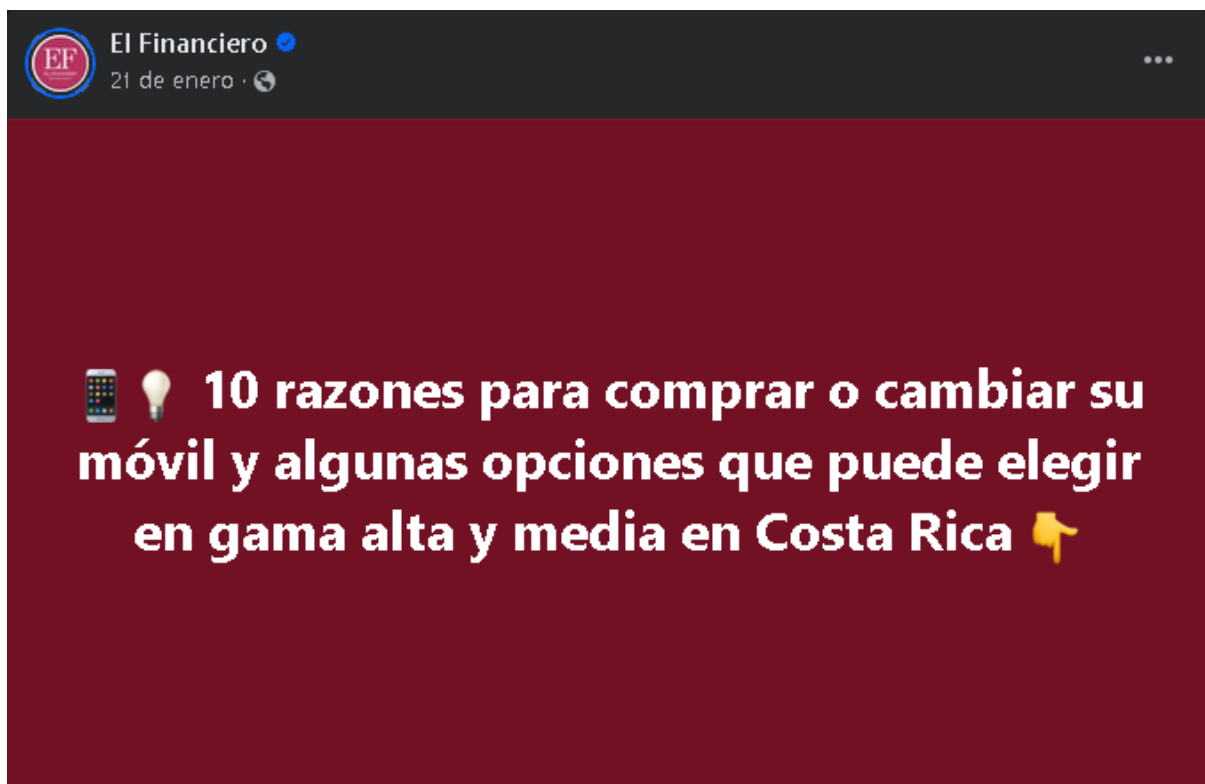 El Financiero
21 de enero ·
EF
📱💡 10 razones para comprar o cambiar su
móvil y algunas opciones que puede elegir
en gama alta y media en Costa Rica 👇